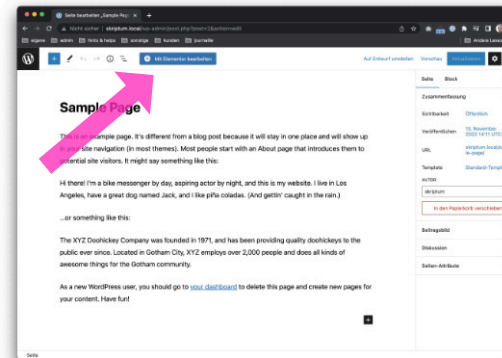 Seite bearbeiten „Sample Page"
Nicht sicher | skriptum.local/wp-admin/post.php?post=2&action=edit
eigene admin hints & helps sonstige kunden journaille
Mit Elementor bearbeiten Auf Entwurf umstellen Vorschau Aktualisieren
Seite Block
Zusammenfassung
Sichtbarkeit Öffentlich
Veröffentlichen 15. November
URL
Template Standard-Templ
AUTOR
skriptum
In den Papierkorb verschieben
Beitragsbild
Diskussion
Seiten-Attribute
Sample Page
This is an example page. It's different from a blog post because it will stay in one place and will show up
in your site navigation (in most themes). Most people start with an About page that introduces them to
potential site visitors. It might say something like this:
Hi there! I'm a bike messenger by day, aspiring actor by night, and this is my website. I live in Los
Angeles, have a great dog named Jack, and I like piña coladas. (And gettin' caught in the rain.)
...or something like this:
The XYZ Doohickey Company was founded in 1971, and has been providing quality doohickeys to the
public ever since. Located in Gotham City, XYZ employs over 2,000 people and does all kinds of
awesome things for the Gotham community.
As a new WordPress user, you should go to your dashboard to delete this page and create new pages for
your content. Have fun!
Seite